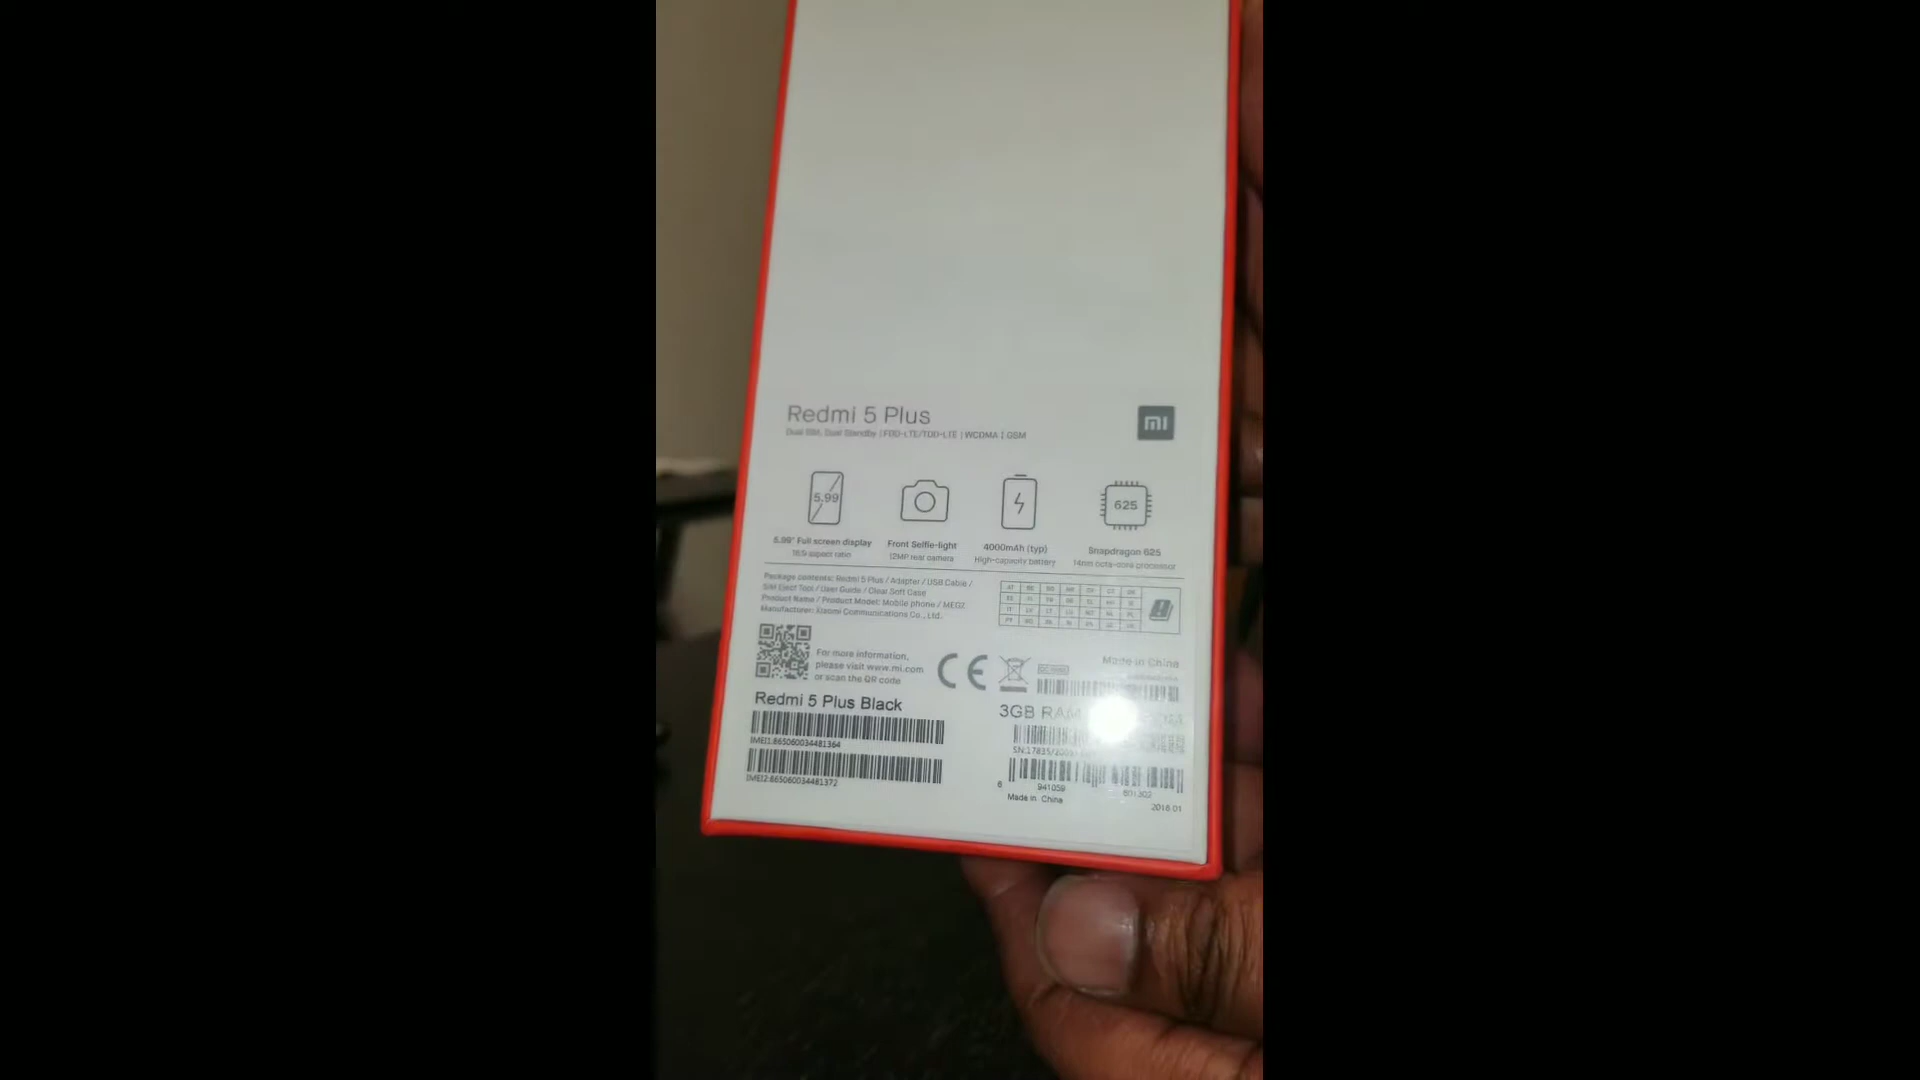 Redmi 5 Plus
mi
Dual SIM, Dual Standby | FDD-LTE/TDD-LTE | WCDMA | GSM
5.99
625
5.99" Full screen display
18:9 aspect ratio
Front Selfie-light
12MP rear camera
4000mAh (typ)
High-capacity battery
Snapdragon 625
14nm octa-core processor
Package contents: Redmi 5 Plus / Adapter / USB Cable /
SIM Eject Tool / User Guide / Clear Soft Case
Product Name / Product Model: Mobile phone / MEG7
Manufacturer: Xiaomi Communications Co., Ltd.
For more information,
please visit www.mi.com
or scan the QR code
CE
Made in China
Redmi 5 Plus Black
IMEI1:865060034481364
IMEI2:865060034481372
3GB RAM
SN:17835/
6 941059 601302
Made in China
2018.01